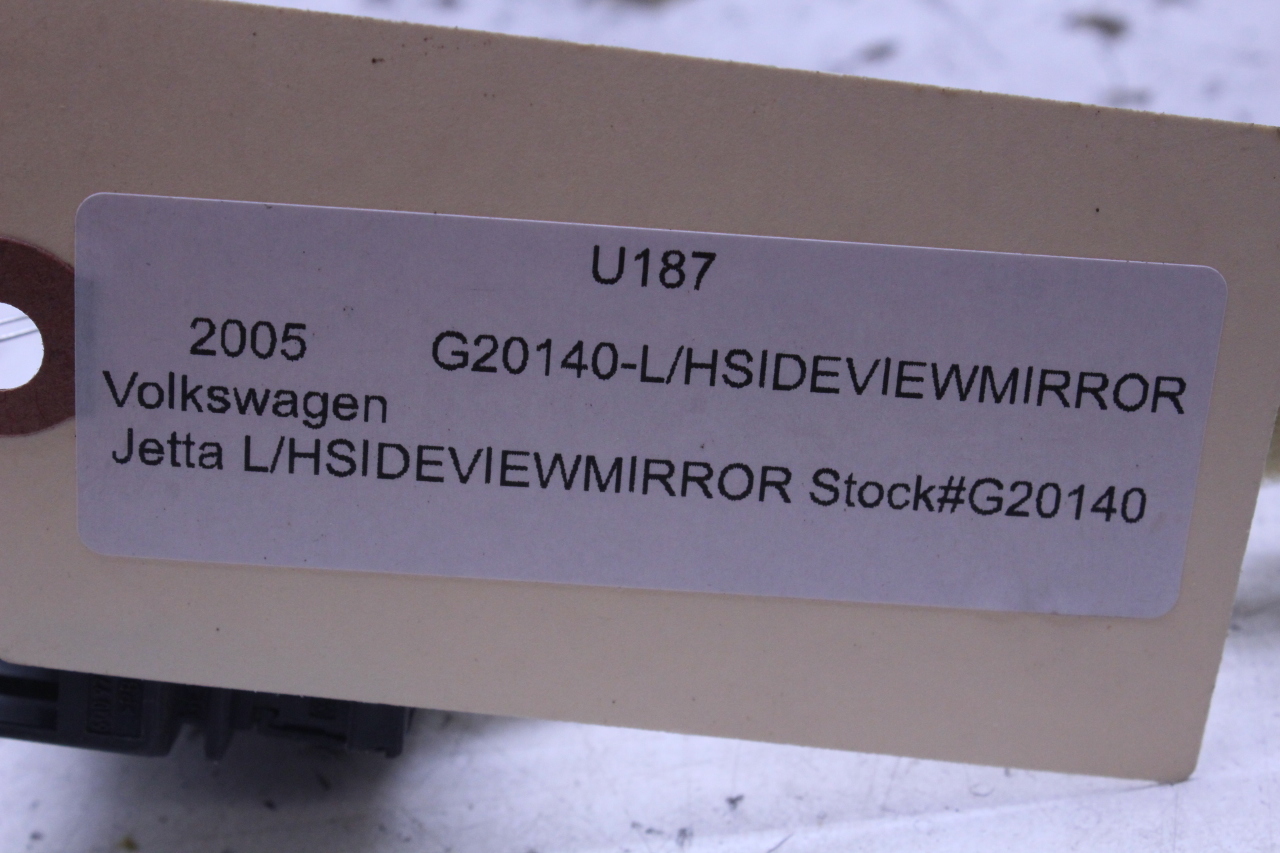 U187
2005 G20140-L/HSIDEVIEWMIRROR
Volkswagen
Jetta L/HSIDEVIEWMIRROR Stock#G20140